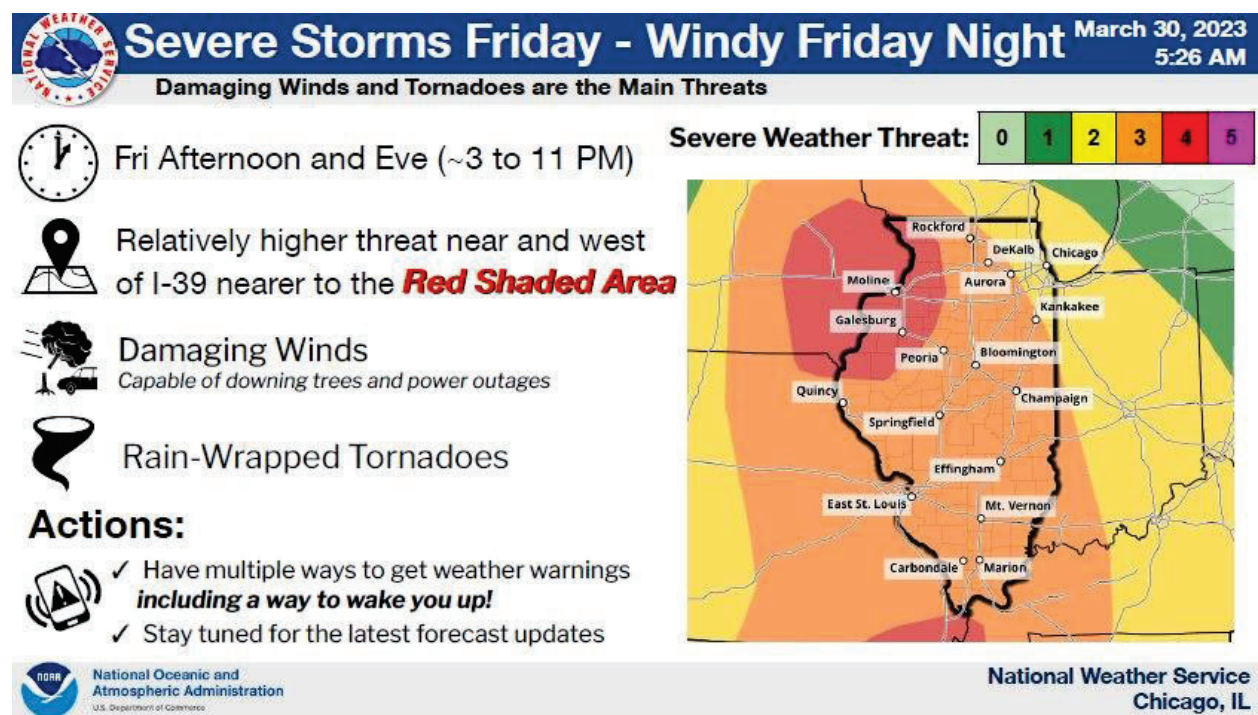 NATIONAL WEATHER SERVICE
Severe Storms Friday - Windy Friday Night
March 30, 2023
5:26 AM
Damaging Winds and Tornadoes are the Main Threats
Fri Afternoon and Eve (~3 to 11 PM)
Relatively higher threat near and west
of I-39 nearer to the Red Shaded Area
Damaging Winds
Capable of downing trees and power outages
Rain-Wrapped Tornadoes
Actions:
✓ Have multiple ways to get weather warnings
including a way to wake you up!
✓ Stay tuned for the latest forecast updates
Severe Weather Threat: 0 1 2 3 4 5
Rockford
DeKalb
Chicago
Moline
Aurora
Galesburg
Kankakee
Peoria
Bloomington
Quincy
Champaign
Springfield
Effingham
East St. Louis
Mt. Vernon
Carbondale
Marion
NOAA
National Oceanic and
Atmospheric Administration
U.S. Department of Commerce
National Weather Service
Chicago, IL